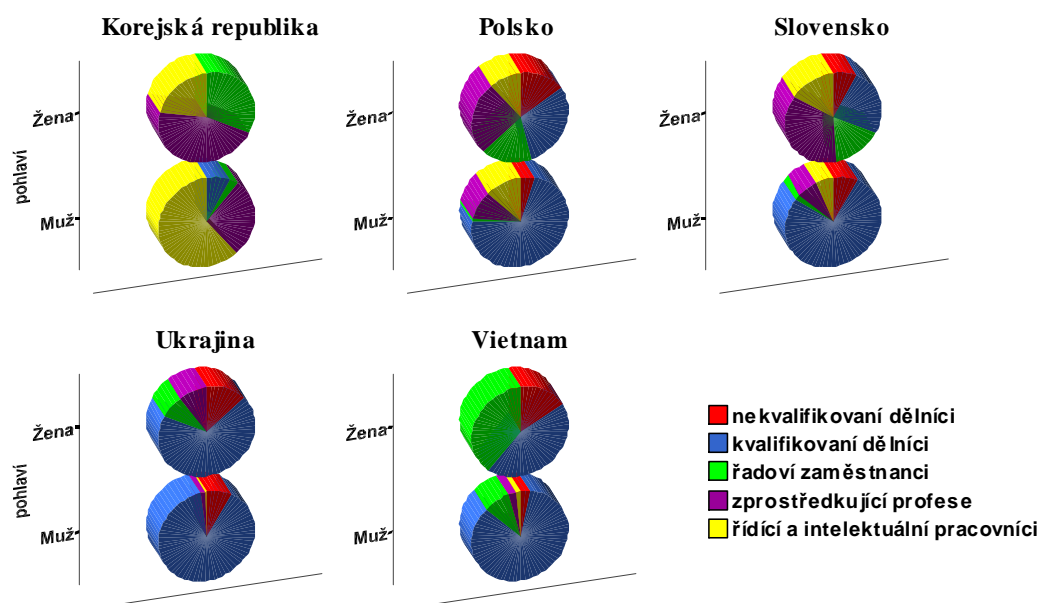 Korejská republika
Polsko
Slovensko
Žena
Žena
Žena
pohlaví
Muž
Muž
Muž
Ukrajina
Vietnam
Žena
Žena
pohlaví
Muž
Muž
nekvalifikovaní dělníci
kvalifikovaní dělníci
řadoví zaměstnanci
zprostředkující profese
řídící a intelektuální pracovníci